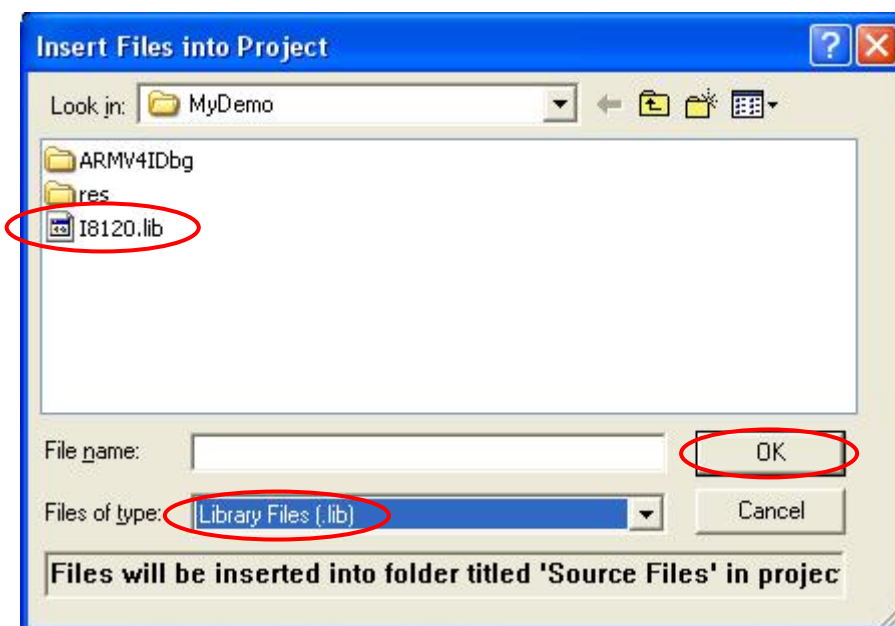 Insert Files into Project
Look in: MyDemo
ARMV4IDbg
res
I8120.lib
File name: OK
Files of type: Library Files (.lib) Cancel
Files will be inserted into folder titled 'Source Files' in projec